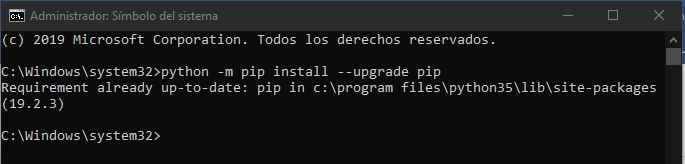 Administrador: Símbolo del sistema
(c) 2019 Microsoft Corporation. Todos los derechos reservados.
C:\Windows\system32>python -m pip install --upgrade pip
Requirement already up-to-date: pip in c:\program files\python35\lib\site-packages
(19.2.3)
C:\Windows\system32>